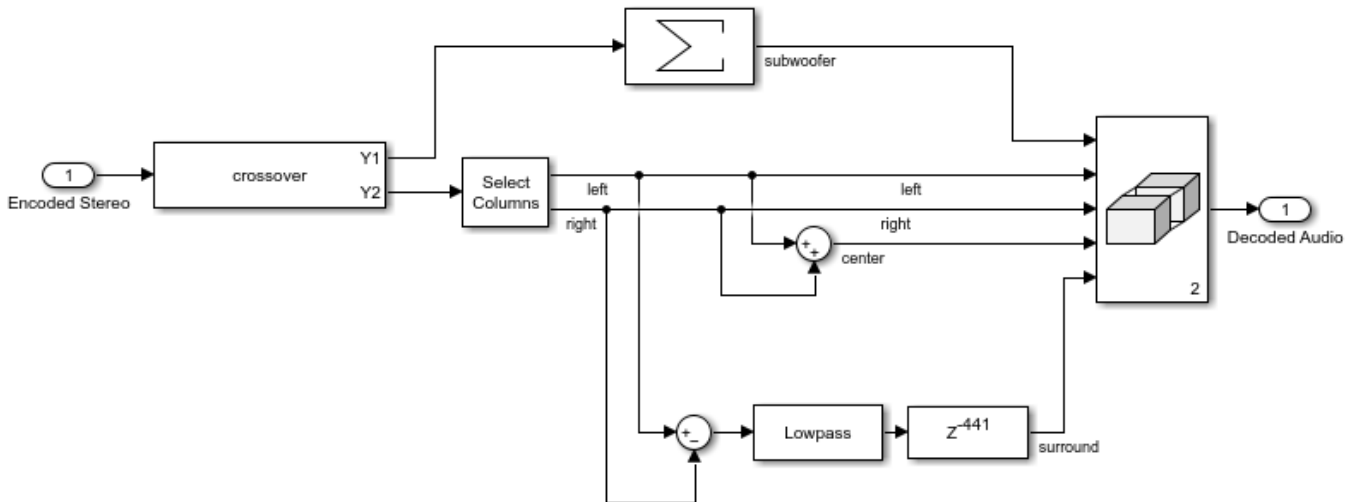 subwoofer
1
Encoded Stereo
crossover
Y1
Y2
Select
Columns
left
right
left
right
+
+
center
2
1
Decoded Audio
+
−
Lowpass
Z^-441
surround